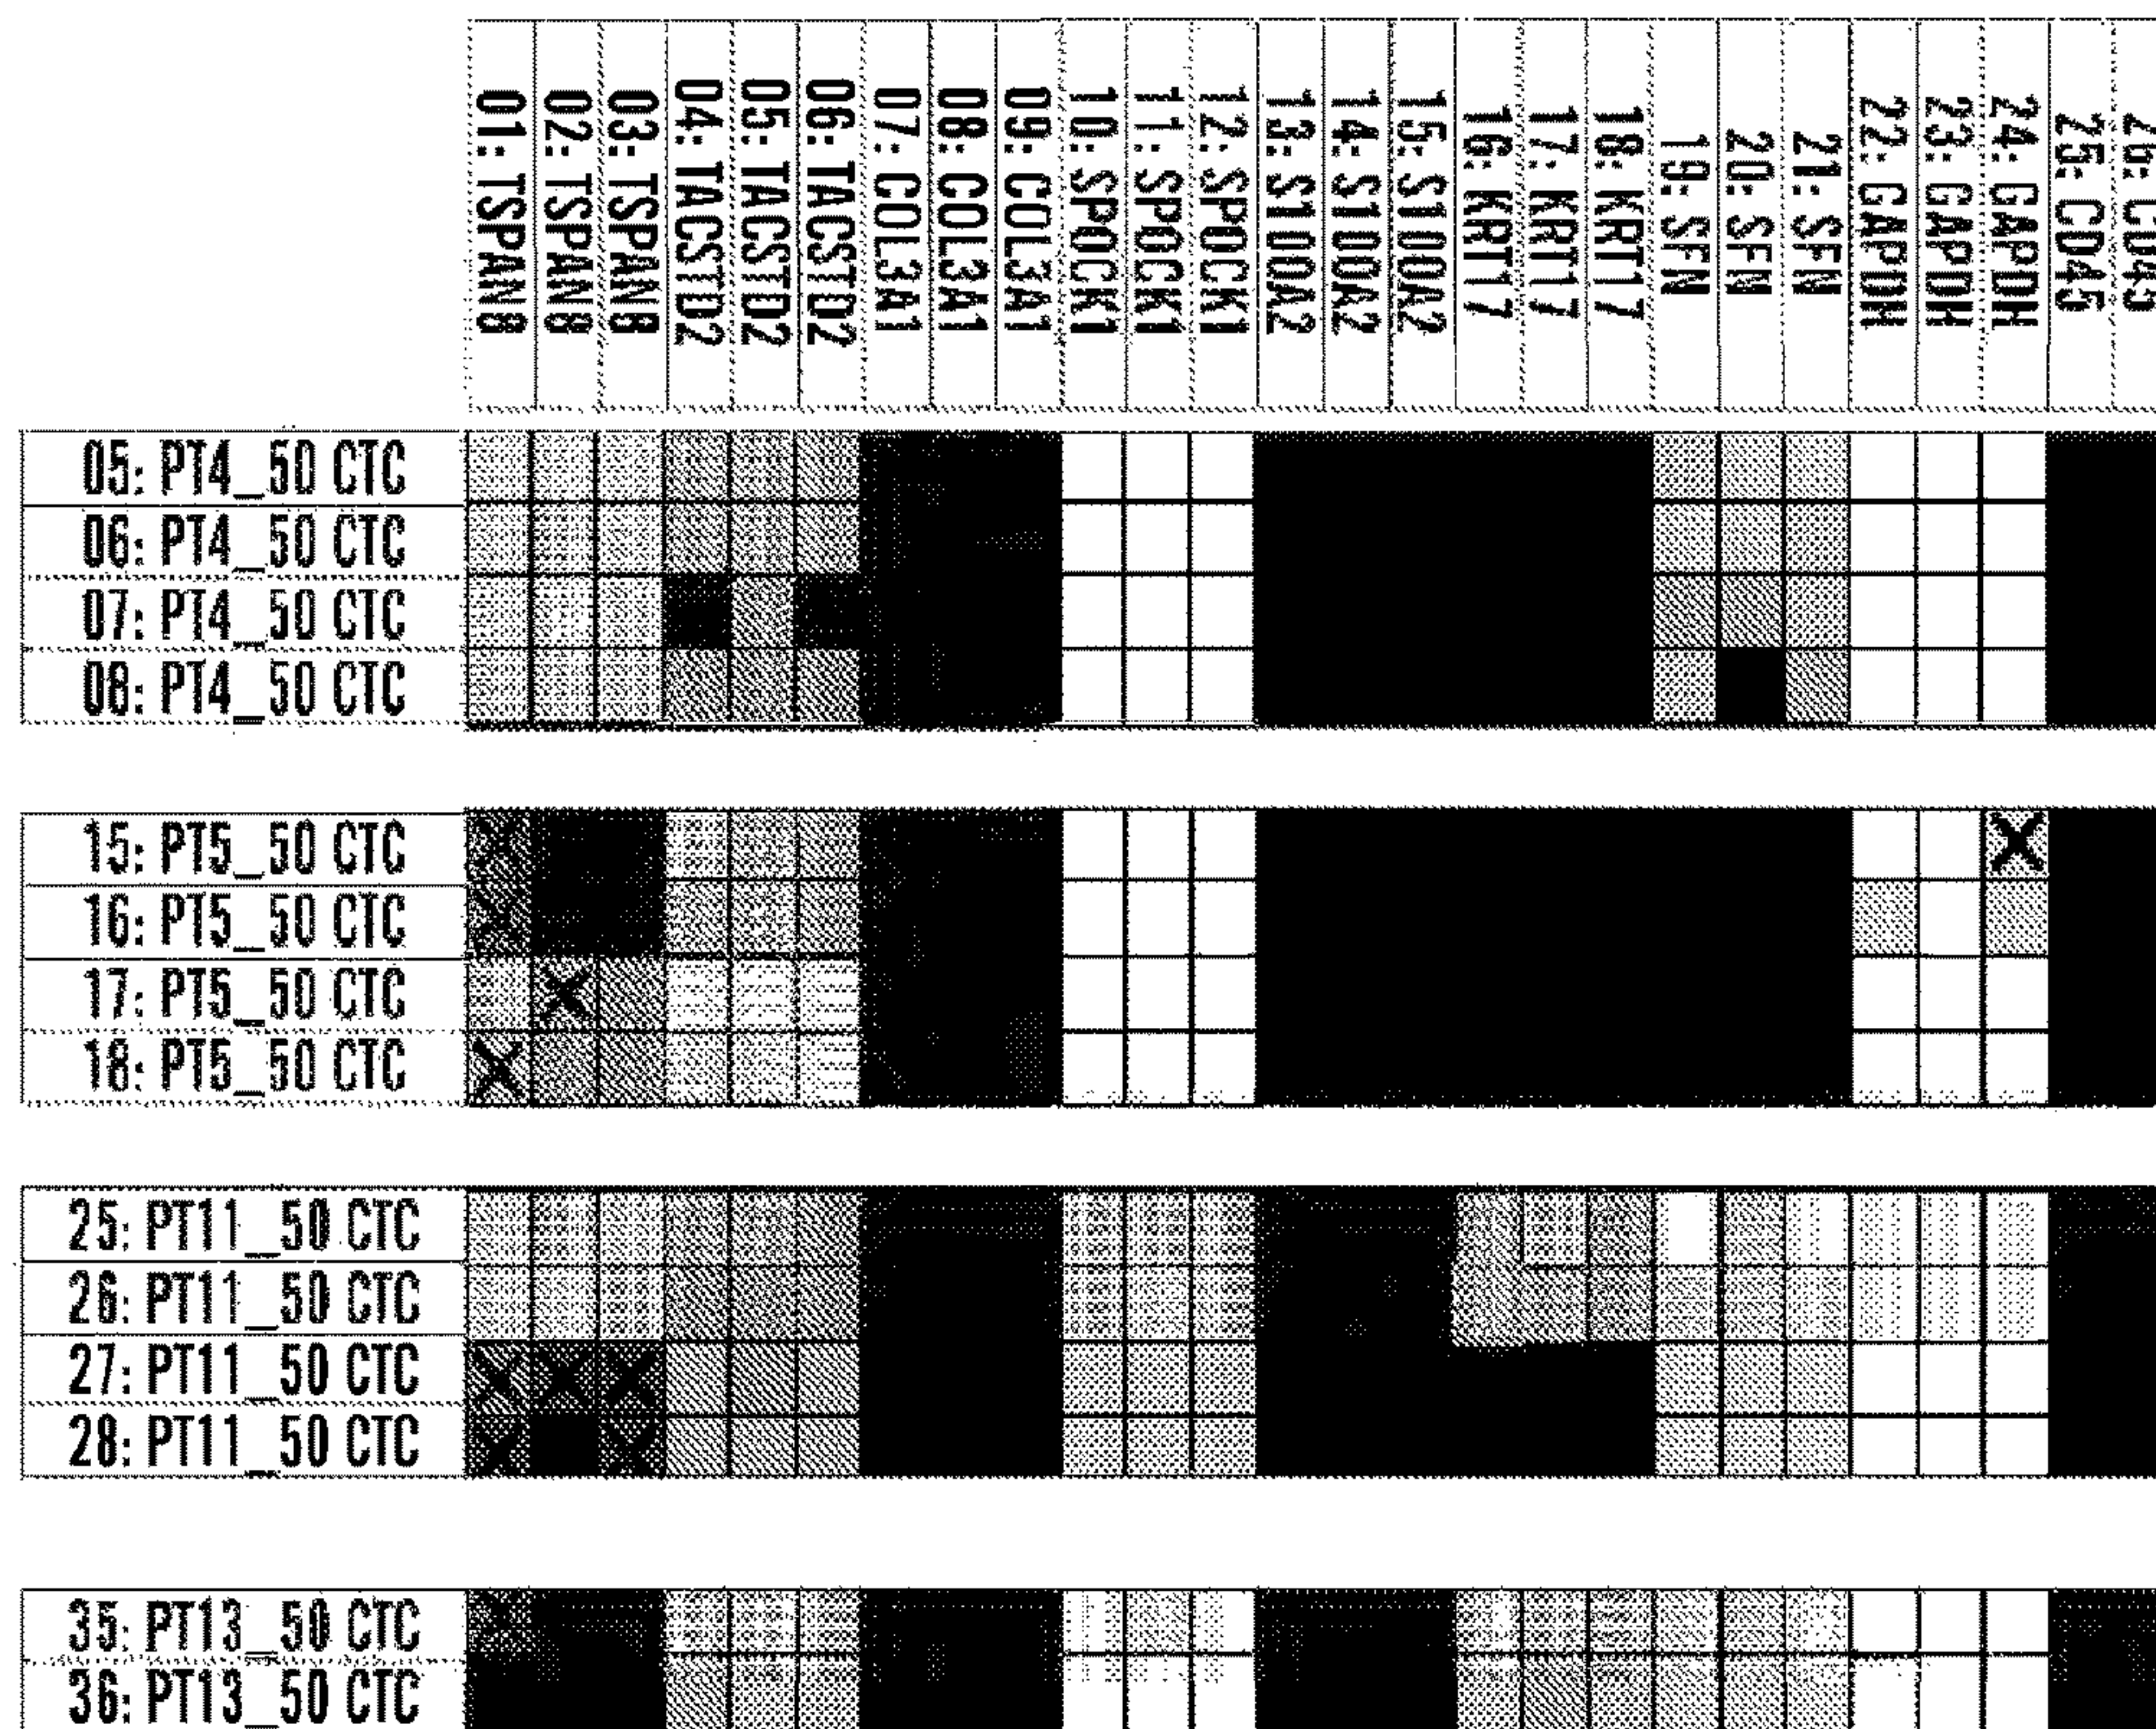 01: TSPAN8
02: TSPAN8
03: TSPAN8
04: TACSTD2
05: TACSTD2
06: TACSTD2
07: COL3A1
08: COL3A1
09: COL3A1
10: SPOCK1
11: SPOCK1
12: SPOCK1
13: S100A2
14: S100A2
15: S100A2
16: KRT17
17: KRT17
18: KRT17
19: SFN
20: SFN
21: SFN
22: GAPDH
23: GAPDH
24: GAPDH
25: CD45
26: CD45
05: PT4_50 CTC
06: PT4_50 CTC
07: PT4_50 CTC
08: PT4_50 CTC
15: PT5_50 CTC
16: PT5_50 CTC
17: PT5_50 CTC
18: PT5_50 CTC
25: PT11_50 CTC
26: PT11_50 CTC
27: PT11_50 CTC
28: PT11_50 CTC
35: PT13_50 CTC
36: PT13_50 CTC